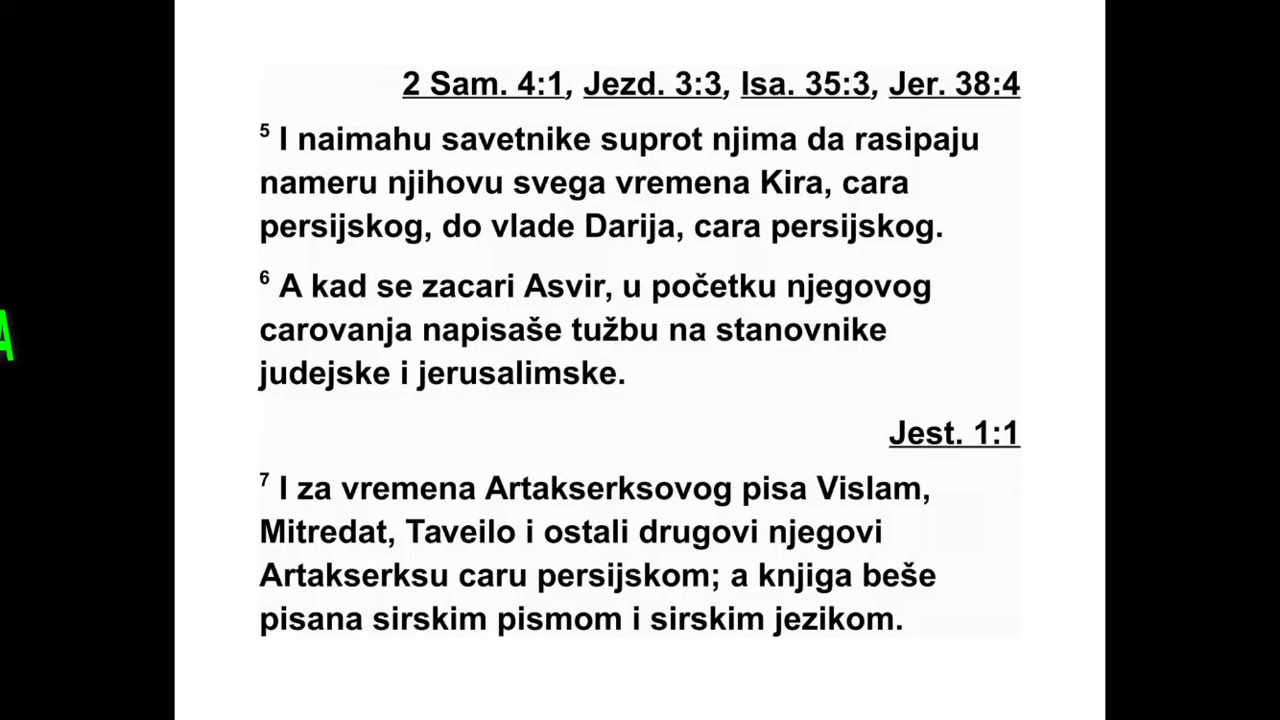 2 Sam. 4:1, Jezd. 3:3, Isa. 35:3, Jer. 38:4
5 I naimahu savetnike suprot njima da rasipaju
nameru njihovu svega vremena Kira, cara
persijskog, do vlade Darija, cara persijskog.
6 A kad se zacari Asvir, u početku njegovog
carovanja napisaše tužbu na stanovnike
judejske i jerusalimske.
Jest. 1:1
7 I za vremena Artakserksovog pisa Vislam,
Mitredat, Taveilo i ostali drugovi njegovi
Artakserksu caru persijskom; a knjiga beše
pisana sirskim pismom i sirskim jezikom.